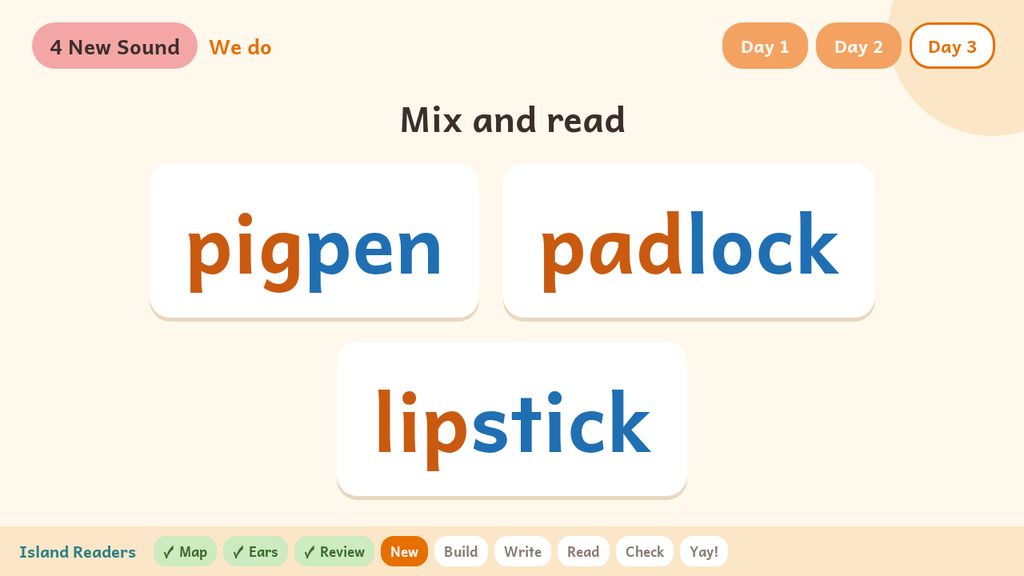 4 New Sound We do Day 1 Day 2 Day 3
Mix and read
pigpen padlock
lipstick
Island Readers ✓ Map ✓ Ears ✓ Review New Build Write Read Check Yay!